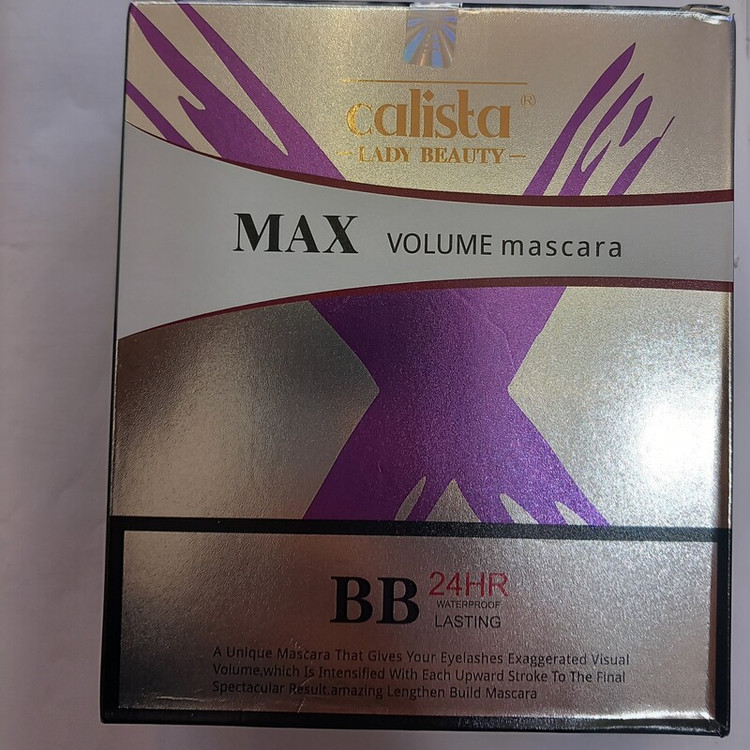 calista (R)
LADY BEAUTY
MAX VOLUME mascara
BB 24HR
WATERPROOF
LASTING
A Unique Mascara That Gives Your Eyelashes Exaggerated Visual
Volume,which Is Intensified With Each Upward Stroke To The Final
Spectacular Result.amazing Lengthen Build Mascara